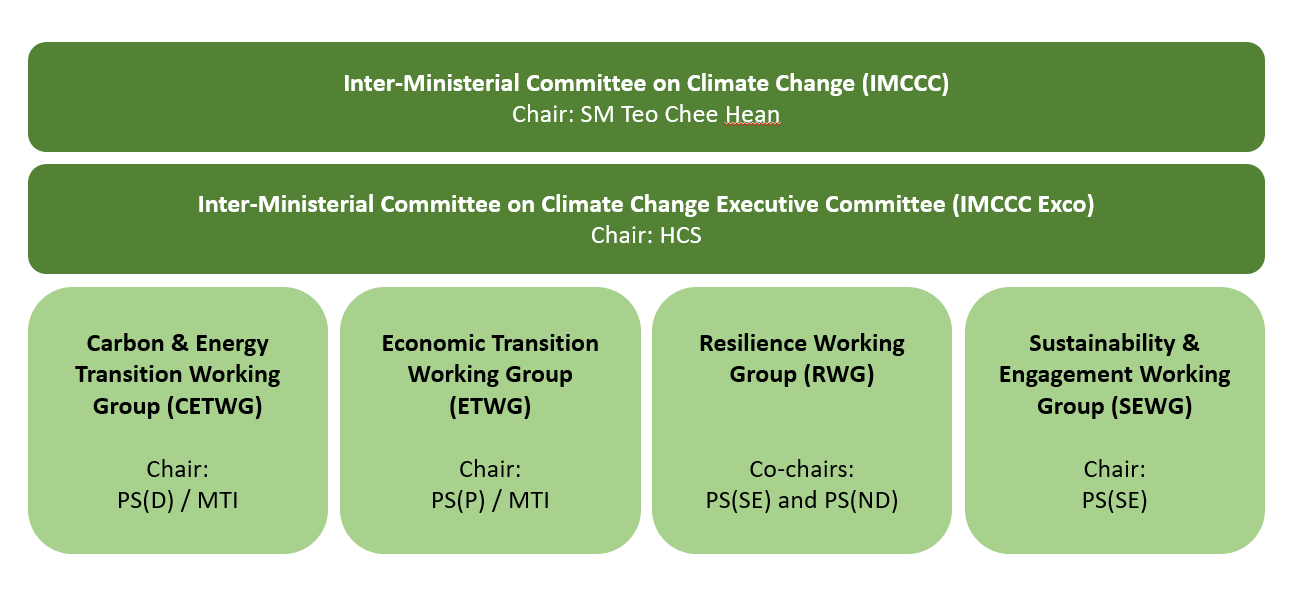 Inter-Ministerial Committee on Climate Change (IMCCC)
Chair: SM Teo Chee Hean
Inter-Ministerial Committee on Climate Change Executive Committee (IMCCC Exco)
Chair: HCS
Carbon & Energy
Transition Working
Group (CETWG)
Chair:
PS(D) / MTI
Economic Transition
Working Group
(ETWG)
Chair:
PS(P) / MTI
Resilience Working
Group (RWG)
Co-chairs:
PS(SE) and PS(ND)
Sustainability &
Engagement Working
Group (SEWG)
Chair:
PS(SE)